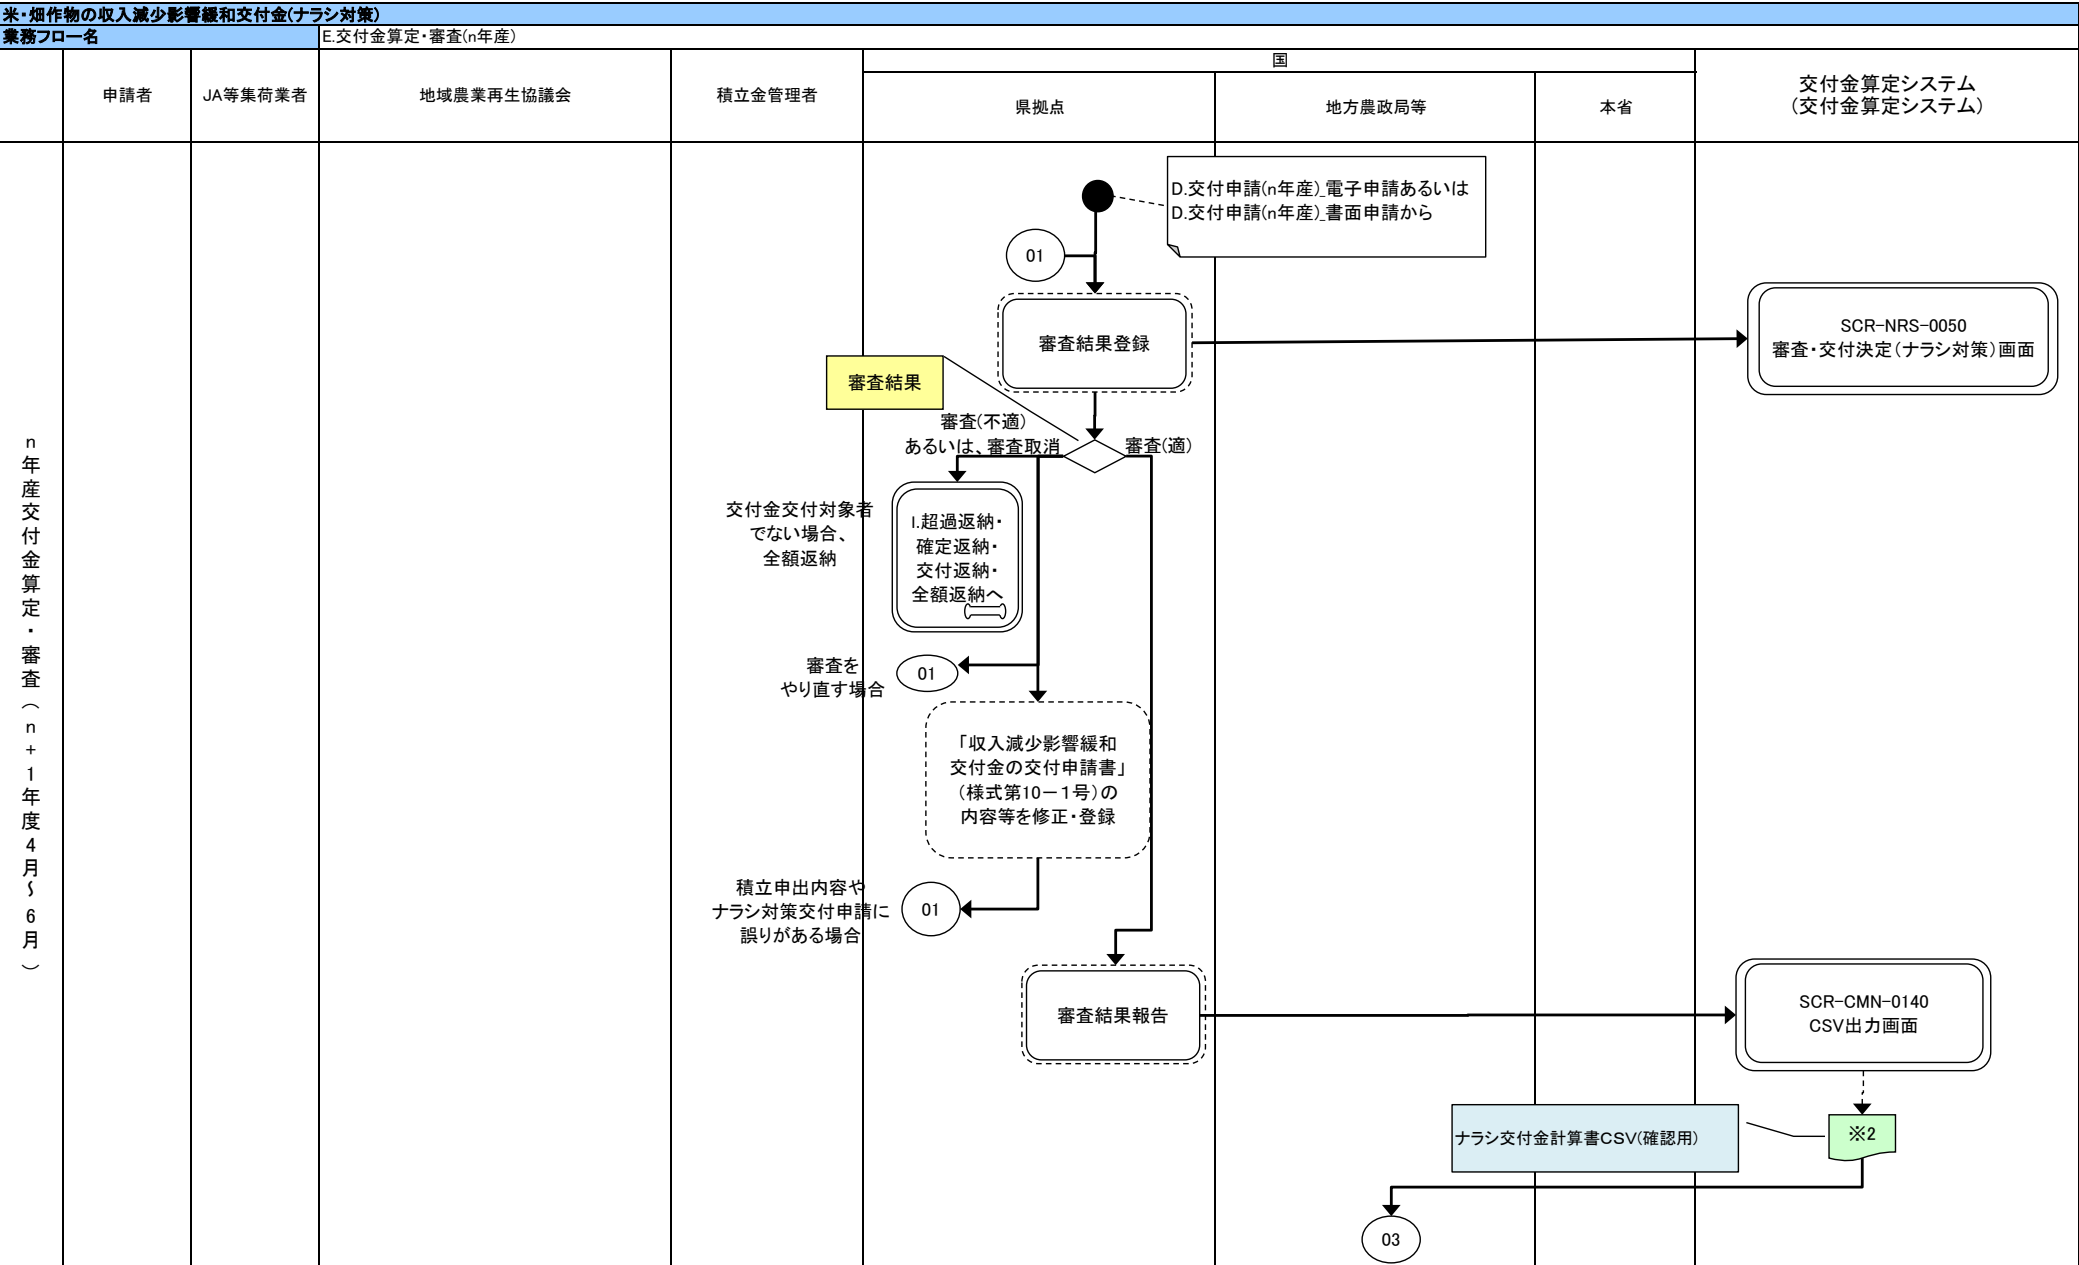 米・畑作物の収入減少影響緩和交付金(ナラシ対策)
業務フロー名
E.交付金算定・審査(n年産)
申請者
JA等集荷業者
地域農業再生協議会
積立金管理者
国
県拠点
地方農政局等
本省
交付金算定システム
(交付金算定システム)
n年産交付金算定・審査(n+1年度4月~6月)
D.交付申請(n年産)_電子申請あるいは
D.交付申請(n年産)_書面申請から
01
審査結果登録
SCR-NRS-0050
審査・交付決定(ナラシ対策)画面
審査結果
審査(不適)
あるいは、審査取消
審査(適)
交付金交付対象者
でない場合、
全額返納
I.超過返納・
確定返納・
交付返納・
全額返納へ
審査を
やり直す場合
01
「収入減少影響緩和
交付金の交付申請書」
(様式第10-1号)の
内容等を修正・登録
積立申出内容や
ナラシ対策交付申請に
誤りがある場合
01
審査結果報告
SCR-CMN-0140
CSV出力画面
ナラシ交付金計算書CSV(確認用)
※2
03